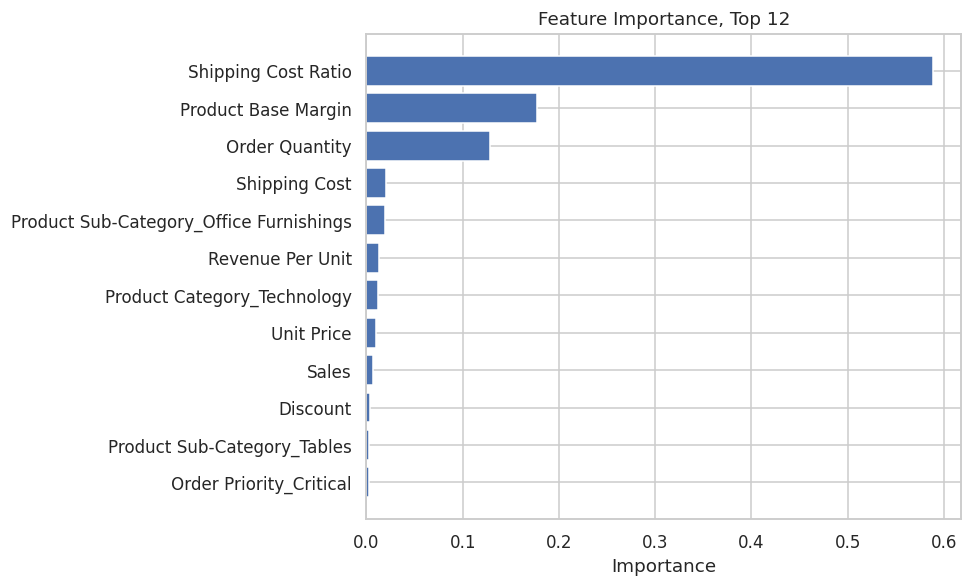 Feature Importance, Top 12
Shipping Cost Ratio
Product Base Margin
Order Quantity
Shipping Cost
Product Sub-Category_Office Furnishings
Revenue Per Unit
Product Category_Technology
Unit Price
Sales
Discount
Product Sub-Category_Tables
Order Priority_Critical
0.0 0.1 0.2 0.3 0.4 0.5 0.6
Importance